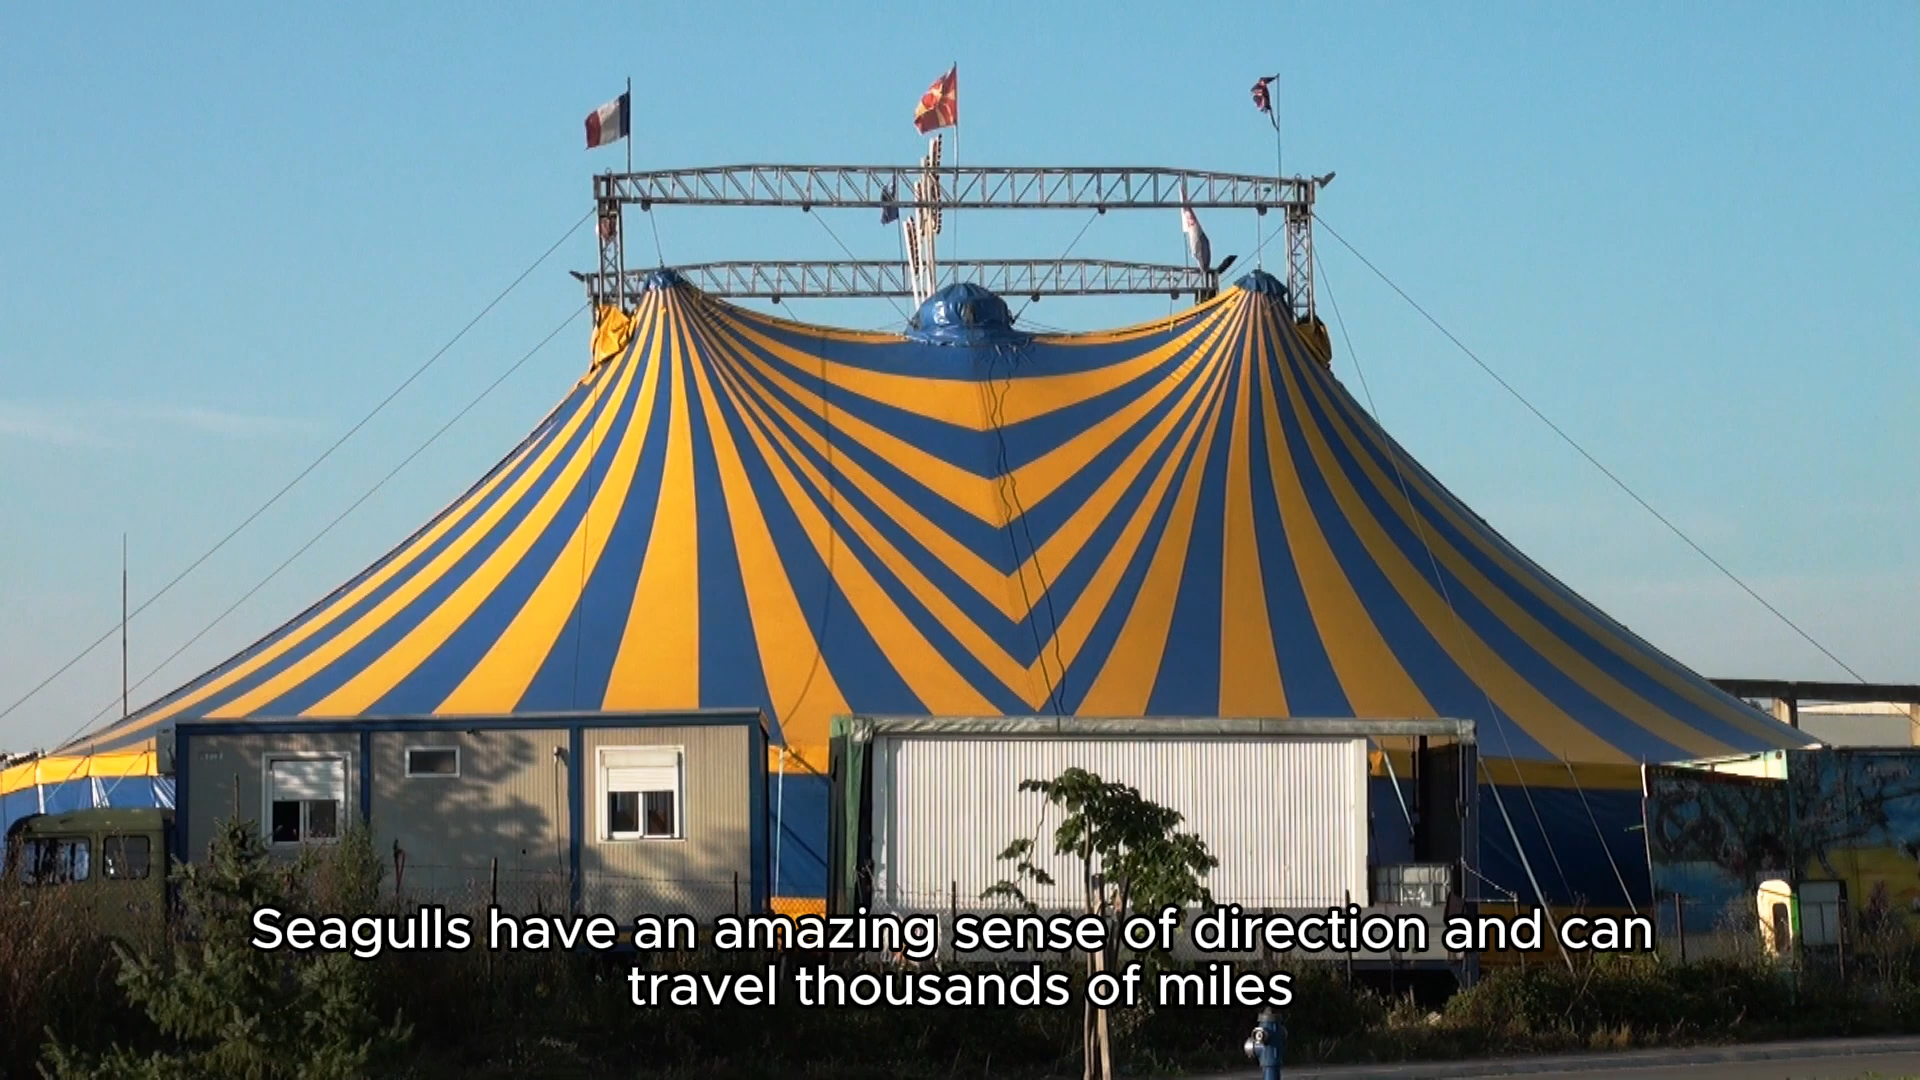 Seagulls have an amazing sense of direction and can
travel thousands of miles